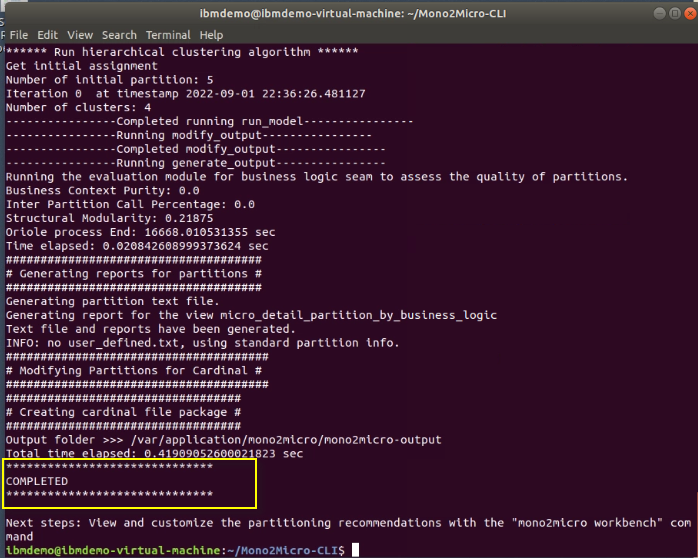 ibmdemo@ibmdemo-virtual-machine: ~/Mono2Micro-CLI
File Edit View Search Terminal Help
****** Run hierarchical clustering algorithm ******
Get initial assignment
Number of initial partition: 5
Iteration 0  at timestamp 2022-09-01 22:36:26.481127
Number of clusters: 4
----------------Completed running run_model----------------
----------------Running modify_output----------------
----------------Completed modify_output----------------
----------------Running generate_output----------------
Running the evaluation module for business logic seam to assess the quality of partitions.
Business Context Purity: 0.0
Inter Partition Call Percentage: 0.0
Structural Modularity: 0.21875
Oriole process End: 16668.010531355 sec
Time elapsed: 0.020842608999373624 sec
#####################################
# Generating reports for partitions #
#####################################
Generating partition text file.
Generating report for the view micro_detail_partition_by_business_logic
Text file and reports have been generated.
INFO: no user_defined.txt, using standard partition info.
######################################
# Modifying Partitions for Cardinal #
######################################
##################################
# Creating cardinal file package #
##################################
Output folder >>> /var/application/mono2micro/mono2micro-output
Total time elapsed: 0.41909052600021823 sec
******************************
COMPLETED
******************************
Next steps: View and customize the partitioning recommendations with the "mono2micro workbench" com
mand
ibmdemo@ibmdemo-virtual-machine:~/Mono2Micro-CLI$